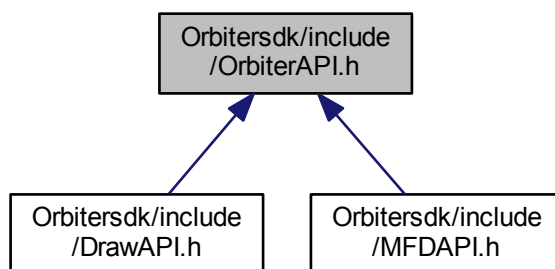 Orbitersdk/include
/OrbiterAPI.h
Orbitersdk/include
/DrawAPI.h
Orbitersdk/include
/MFDAPI.h